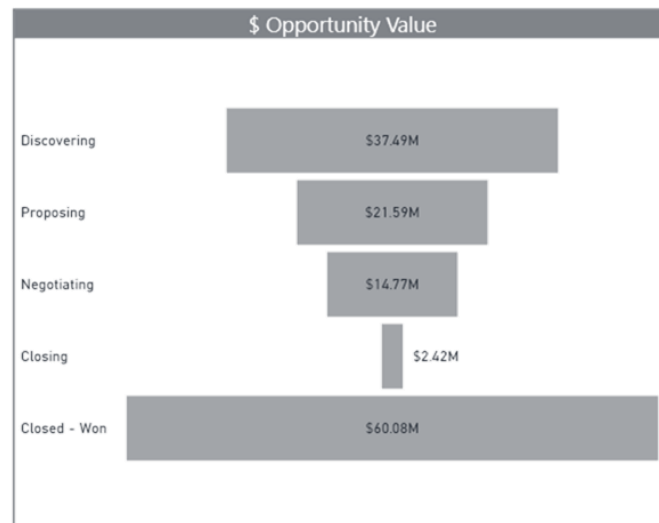 $ Opportunity Value
Discovering
$37.49M
Proposing
$21.59M
Negotiating
$14.77M
Closing
$2.42M
Closed - Won
$60.08M